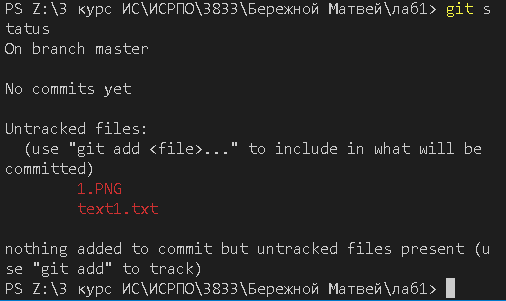 PS Z:\3 курс ИС\ИСРПО\3833\Бережной Матвей\лаб1> git s
tatus
On branch master
No commits yet
Untracked files:
(use "git add <file>..." to include in what will be
committed)
1.PNG
text1.txt
nothing added to commit but untracked files present (u
se "git add" to track)
PS Z:\3 курс ИС\ИСРПО\3833\Бережной Матвей\лаб1>